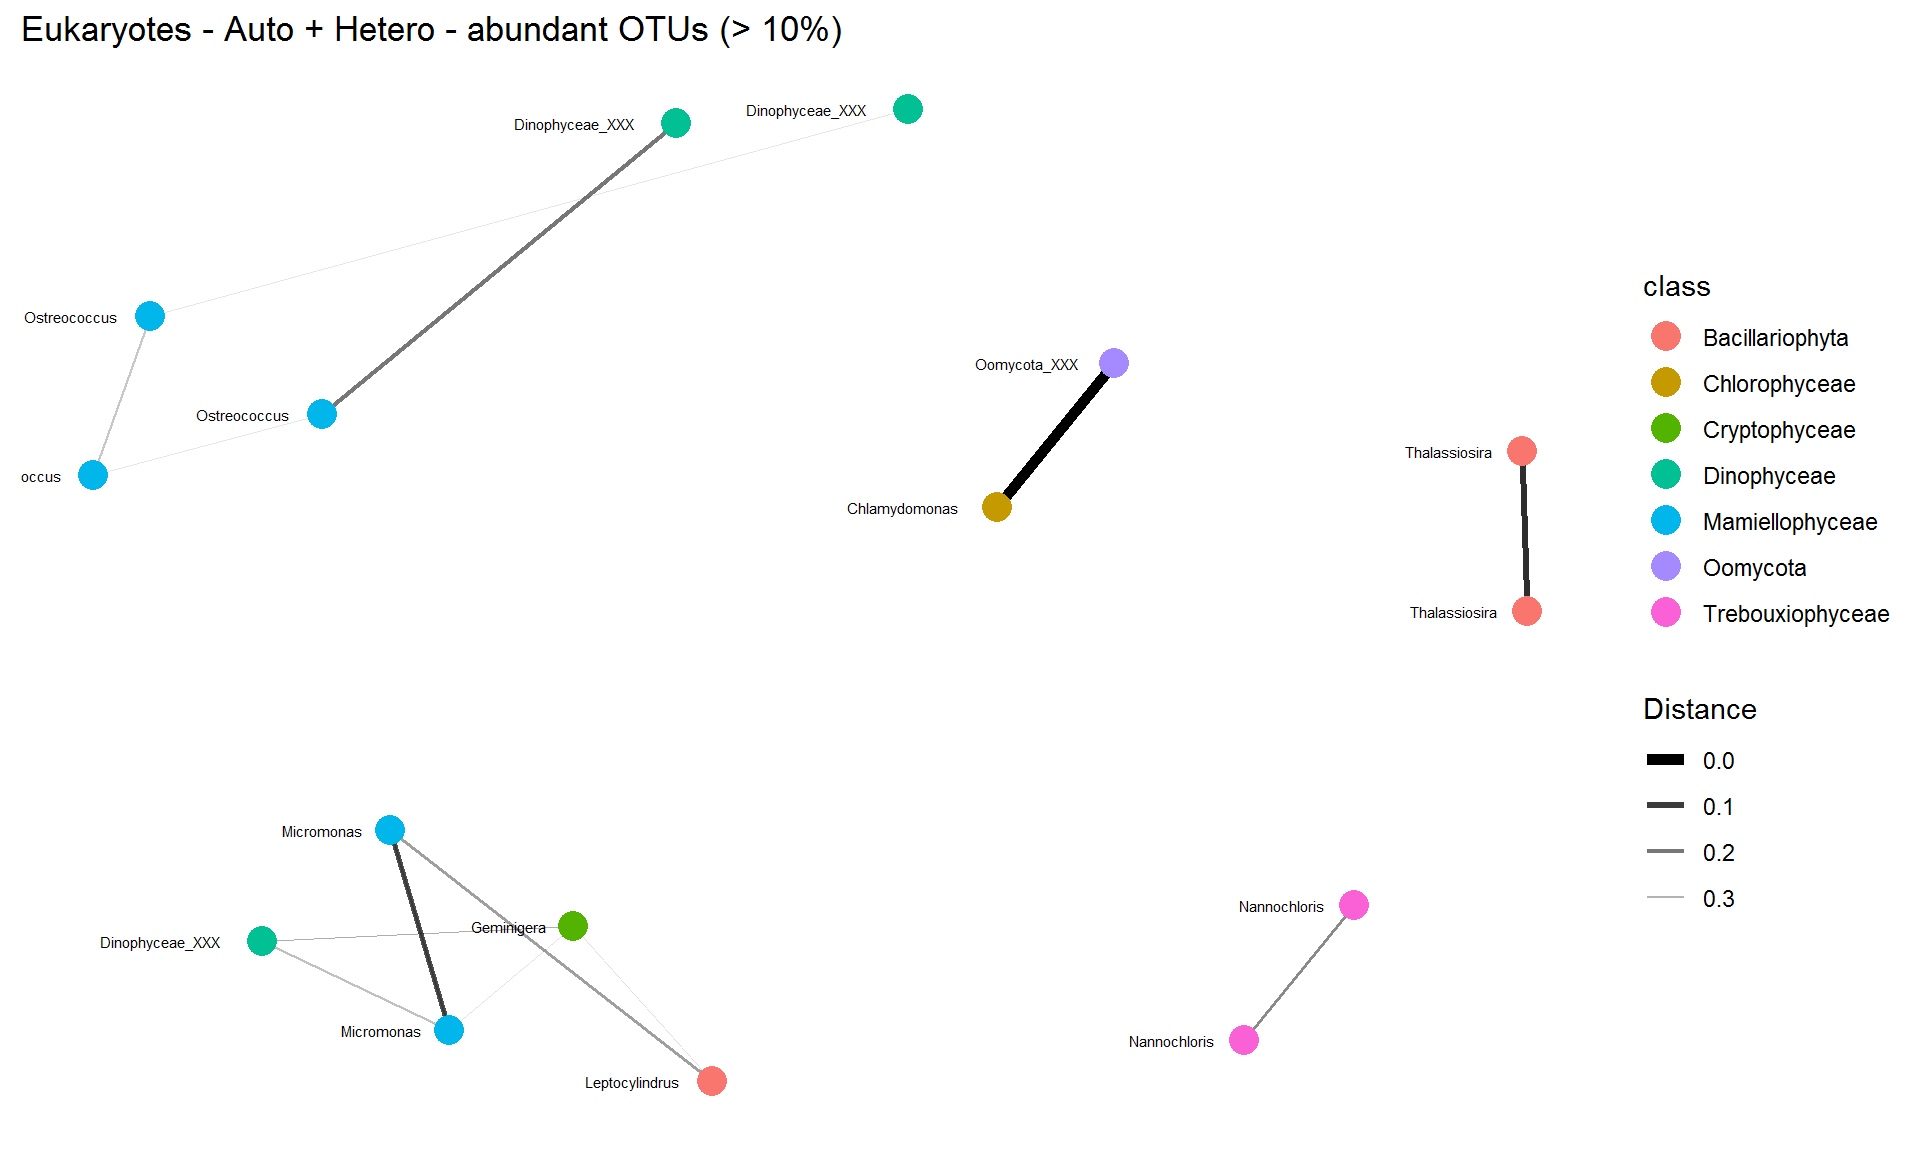 Eukaryotes - Auto + Hetero - abundant OTUs (> 10%)
Dinophyceae_XXX
Dinophyceae_XXX
Ostreococcus
Oomycota_XXX
Ostreococcus
occus
Chlamydomonas
Thalassiosira
Thalassiosira
Micromonas
Geminigera
Dinophyceae_XXX
Micromonas
Leptocylindrus
Nannochloris
Nannochloris
class
Bacillariophyta
Chlorophyceae
Cryptophyceae
Dinophyceae
Mamiellophyceae
Oomycota
Trebouxiophyceae
Distance
0.0
0.1
0.2
0.3